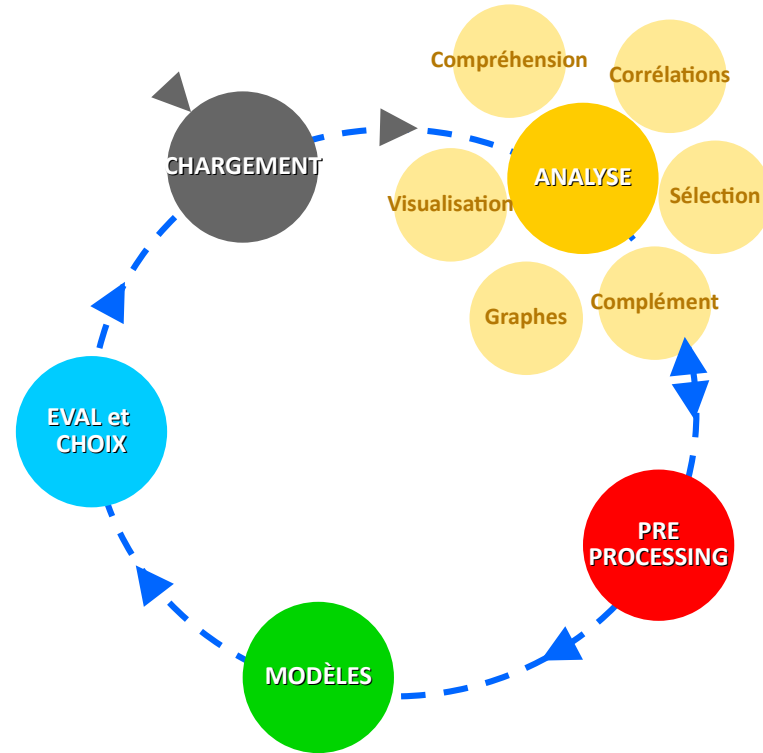 Compréhension
Corrélations
CHARGEMENT
ANALYSE
Sélection
Visualisation
Complément
Graphes
EVAL et
CHOIX
PRE
PROCESSING
MODÈLES